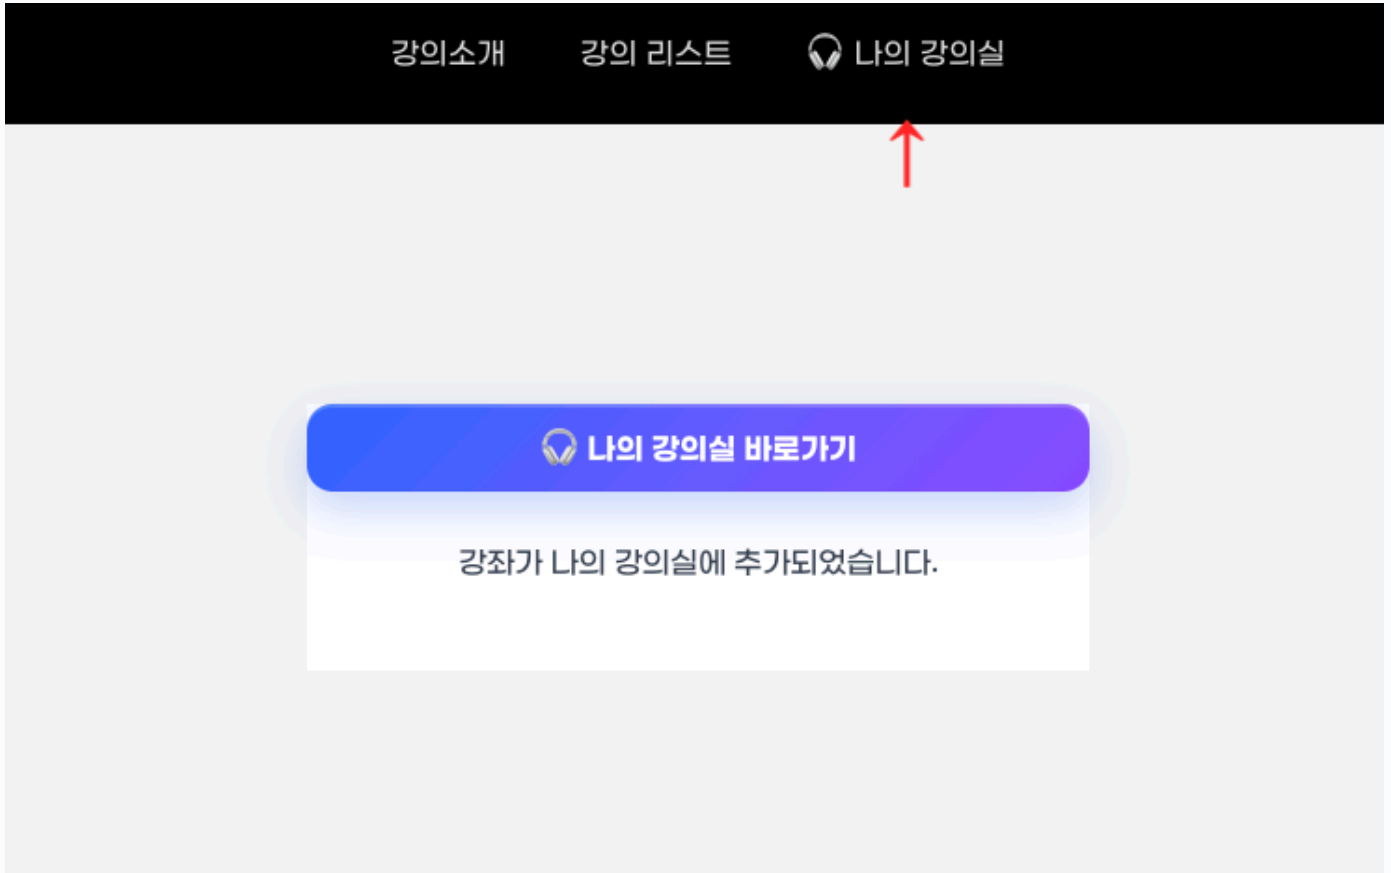 강의소개 강의 리스트 🎧 나의 강의실
🎧 나의 강의실 바로가기
강좌가 나의 강의실에 추가되었습니다.